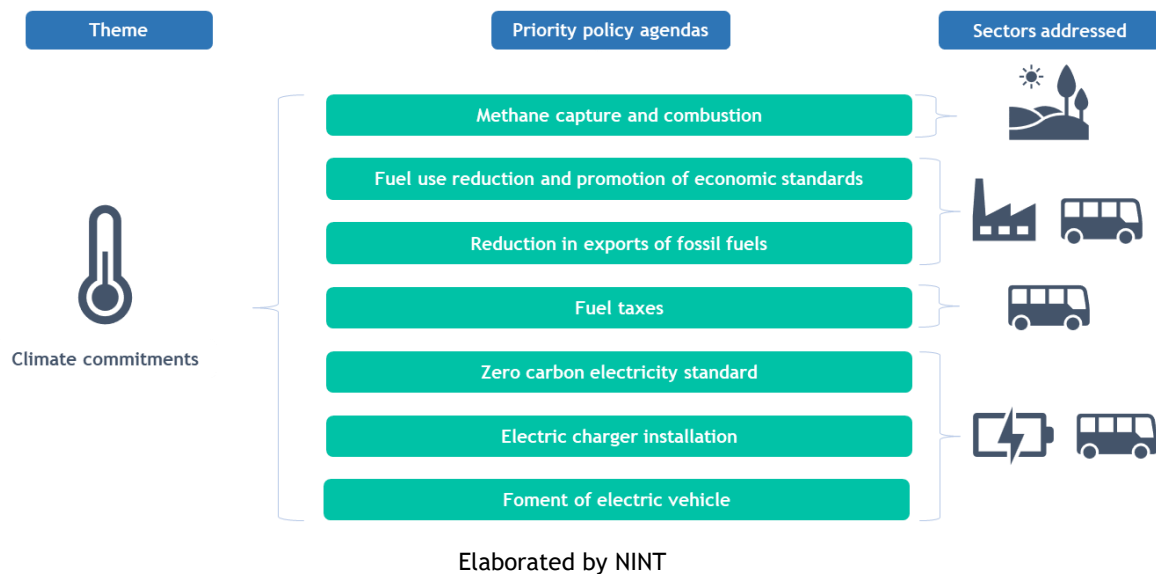 Theme
Priority policy agendas
Sectors addressed
Methane capture and combustion
Fuel use reduction and promotion of economic standards
Reduction in exports of fossil fuels
Fuel taxes
Climate commitments
Zero carbon electricity standard
Electric charger installation
Foment of electric vehicle
Elaborated by NINT